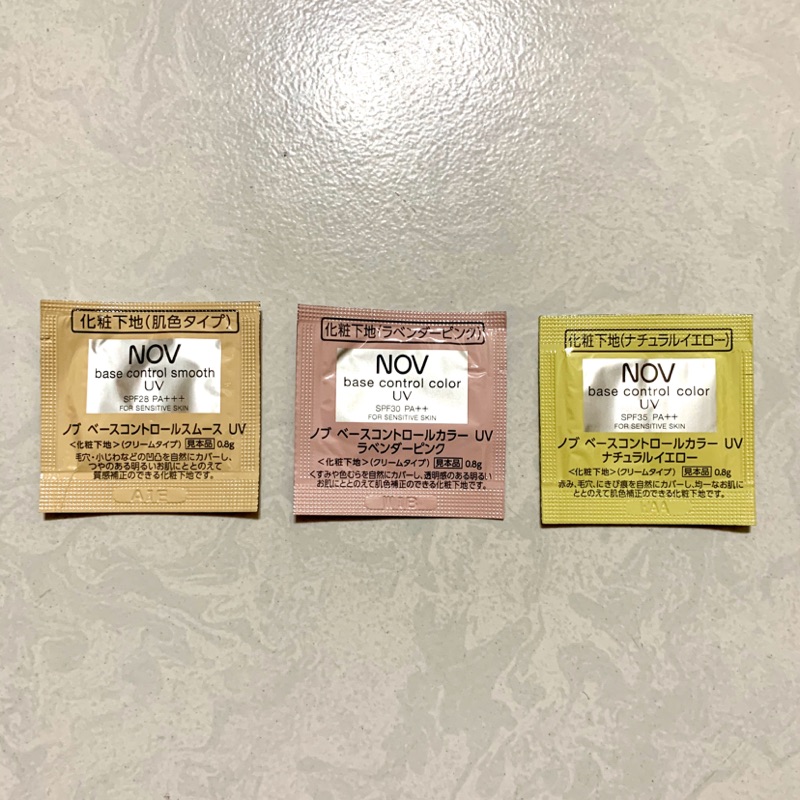 化粧下地(肌色タイプ)
NOV
base control smooth
UV
SPF28 PA+++
FOR SENSITIVE SKIN
ノブ ベースコントロールスムース UV
<化粧下地>(クリームタイプ) 見本品 0.8g
毛穴・小じわなどの凹凸を自然にカバーし、
つやのある明るいお肌にととのえて
質感補正のできる化粧下地です。
化粧下地(ラベンダーピンク)
NOV
base control color
UV
SPF30 PA++
FOR SENSITIVE SKIN
ノブ ベースコントロールカラー UV
ラベンダーピンク
<化粧下地>(クリームタイプ) 見本品 0.8g
くすみや色むらを自然にカバーし、透明感のある明るい
お肌にととのえて肌色補正のできる化粧下地です。
化粧下地(ナチュラルイエロー)
NOV
base control color
UV
SPF35 PA++
FOR SENSITIVE SKIN
ノブ ベースコントロールカラー UV
ナチュラルイエロー
<化粧下地>(クリームタイプ) 見本品 0.8g
赤み、毛穴、にきび痕を自然にカバーし、均一なお肌に
ととのえて肌色補正のできる化粧下地です。